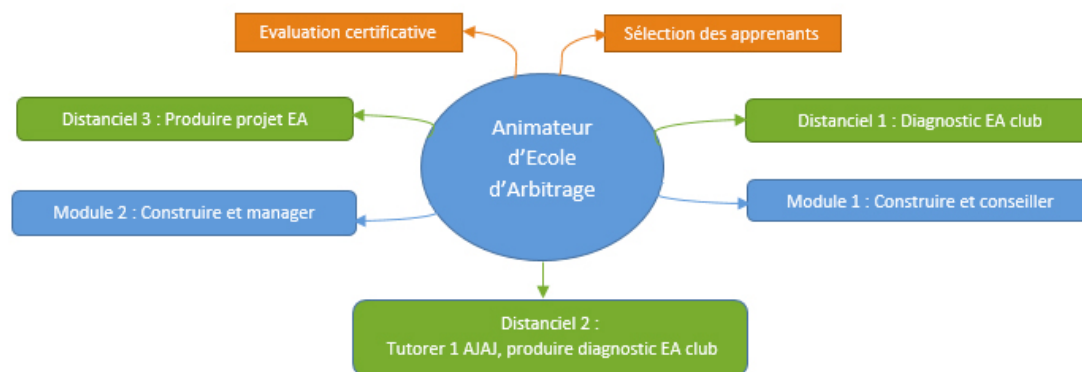 Evaluation certificative
Sélection des apprenants
Animateur
d'Ecole
d'Arbitrage
Distanciel 3 : Produire projet EA
Distanciel 1 : Diagnostic EA club
Module 2 : Construire et manager
Module 1 : Construire et conseiller
Distanciel 2 :
Tutorer 1 AJAJ, produire diagnostic EA club